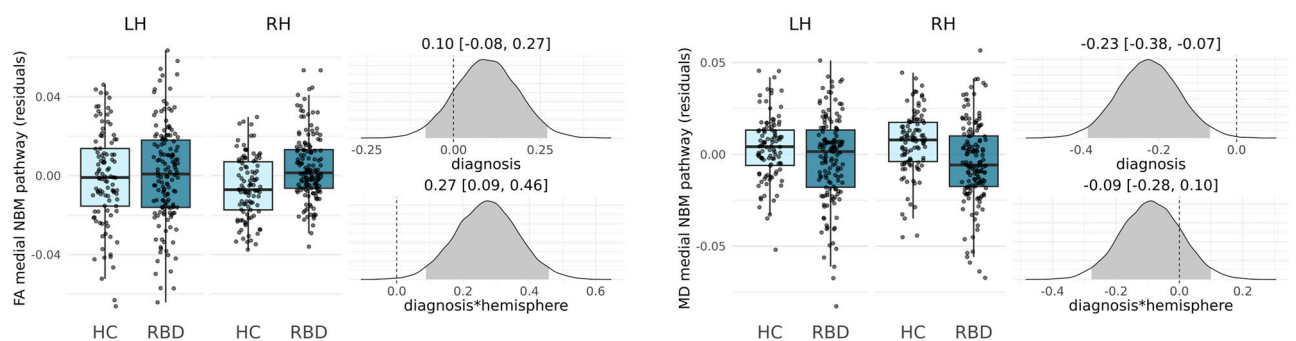 LH RH
FA medial NBM pathway (residuals)
0.04
0.00
-0.04
HC RBD HC RBD
0.10 [-0.08, 0.27]
-0.25 0.00 0.25
diagnosis
0.27 [0.09, 0.46]
0.0 0.2 0.4 0.6
diagnosis*hemisphere
LH RH
MD medial NBM pathway (residuals)
0.05
0.00
-0.05
HC RBD HC RBD
-0.23 [-0.38, -0.07]
-0.4 -0.2 0.0
diagnosis
-0.09 [-0.28, 0.10]
-0.4 -0.2 0.0 0.2
diagnosis*hemisphere